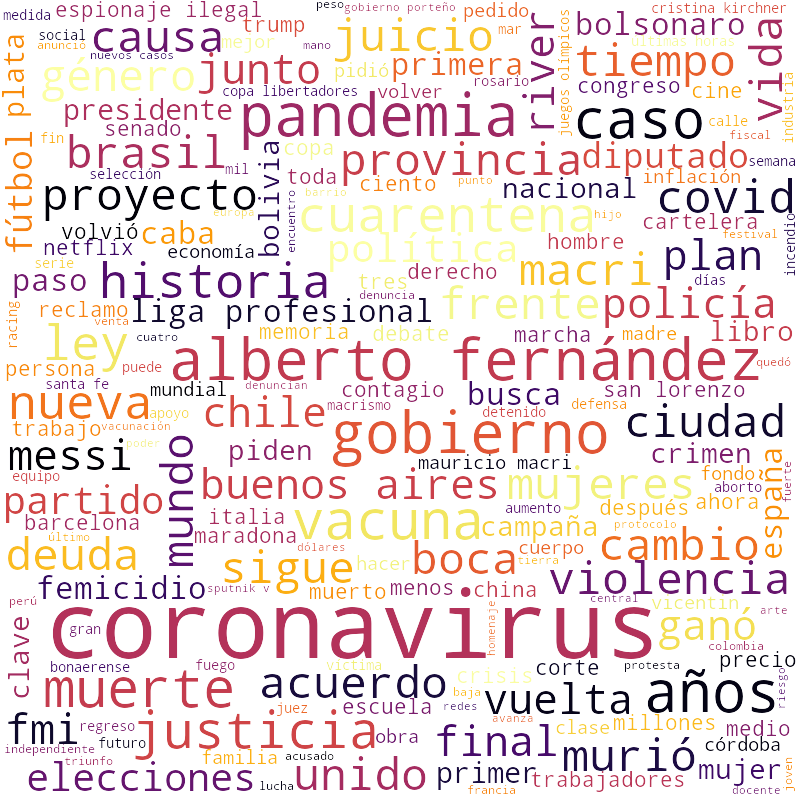 peso
gobierno porteño
cristina kirchner
medida
espionaje ilegal
trump
pedido
juegos olímpicos
bolsonaro
social
anunció
causa
mejor
juicio
mar
últimas horas
vida
nuevos casos
mano
género
junto
pidió
primera
rosario
river
tiempo
copa libertadores
volver
congreso
cine
industria
plata
presidente
pandemia
caso
calle
fiscal
fin
senado
brasil
copa
provincia
diputado
semana
selección
mil
toda
ciento
inflación
fútbol
proyecto
bolivia
barrio
punto
nacional
covid
europa
cuarentena
hijo
volvió
caba
encuentro
cartelera
netflix
economía
política
hombre
festival
incendio
serie
paso
historia
tres
derecho
macri
plan
días
denuncia
reclamo
liga profesional
frente
policía
racing
venta
memoria
debate
marcha
madre
libro
cuatro
ley
alberto fernández
quedó
persona
puede
santa fe
mundial
denuncian
contagio
busca
san lorenzo
nueva
apoyo
chile
macrismo
detenido
defensa
ciudad
trabajo
vacunación
poder
gobierno
messi
mundo
piden
mauricio macri
crimen
equipo
buenos aires
mujeres
fondo
aborto
fuerte
partido
aumento
después
ahora
españa
barcelona
italia
vacuna
campaña
protocolo
último
maradona
deuda
dólares
hacer
cuerpo
cambio
sigue
boca
tierra
femicidio
sputnik v
muerto
menos
china
violencia
perú
central
vicentin
arte
clave
gran
coronavirus
homenaje
ganó
colombia
bonaerense
fuego
víctima
crisis
corte
protesta
precio
muerte
acuerdo
baja
vuelta
años
riesgo
juez
escuela
redes
fmi
regreso
avanza
clase
millones
medio
independiente
futuro
justicia
obra
final
murió
córdoba
triunfo
familia
acusado
mujer
elecciones
lucha
unido
primer
trabajadores
francia
docente
joven